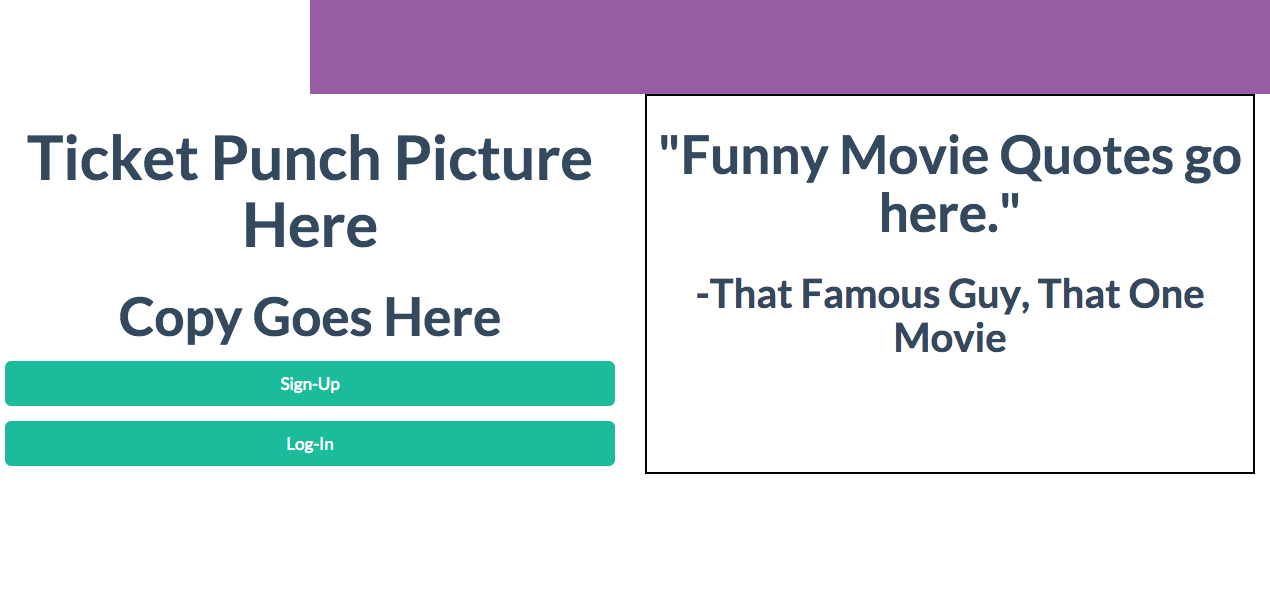 Ticket Punch Picture
Here
Copy Goes Here
Sign-Up
Log-In
"Funny Movie Quotes go
here."
-That Famous Guy, That One
Movie